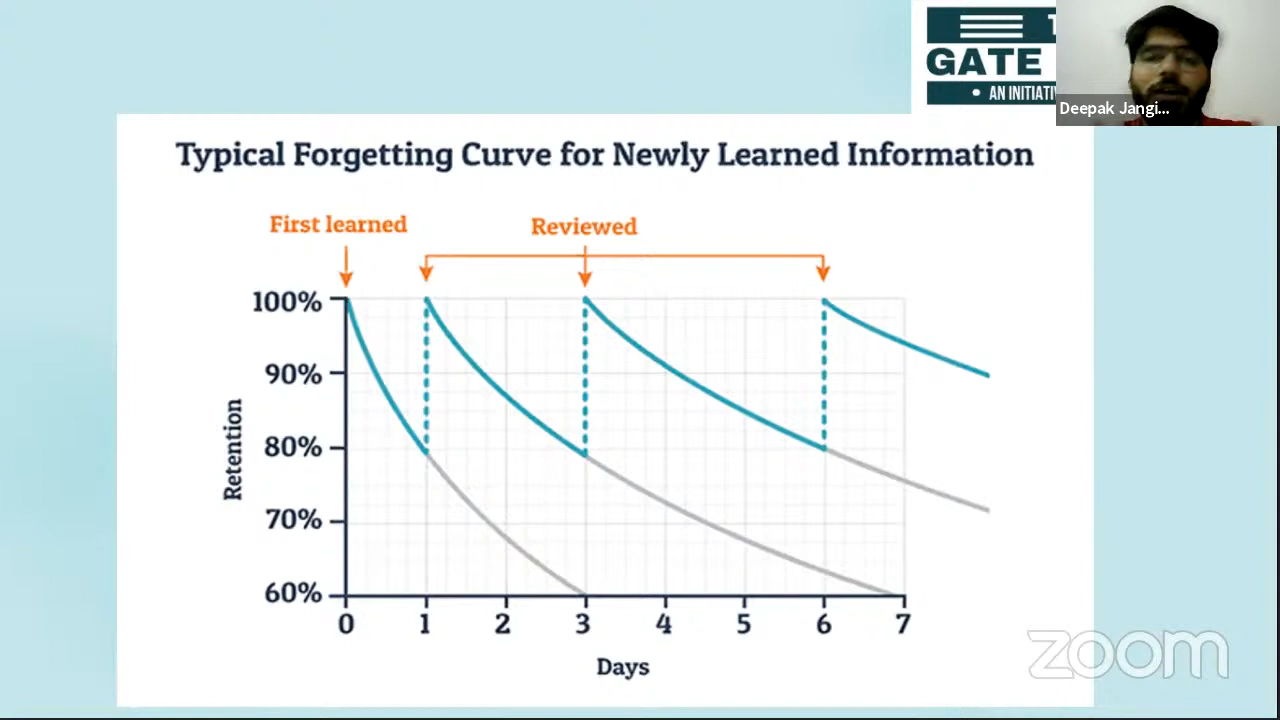 GATE
• AN INITIATIV
Deepak Jangi...
Typical Forgetting Curve for Newly Learned Information
First learned
Reviewed
100%
90%
80%
70%
60%
Retention
0 1 2 3 4 5 6 7
Days
zoom